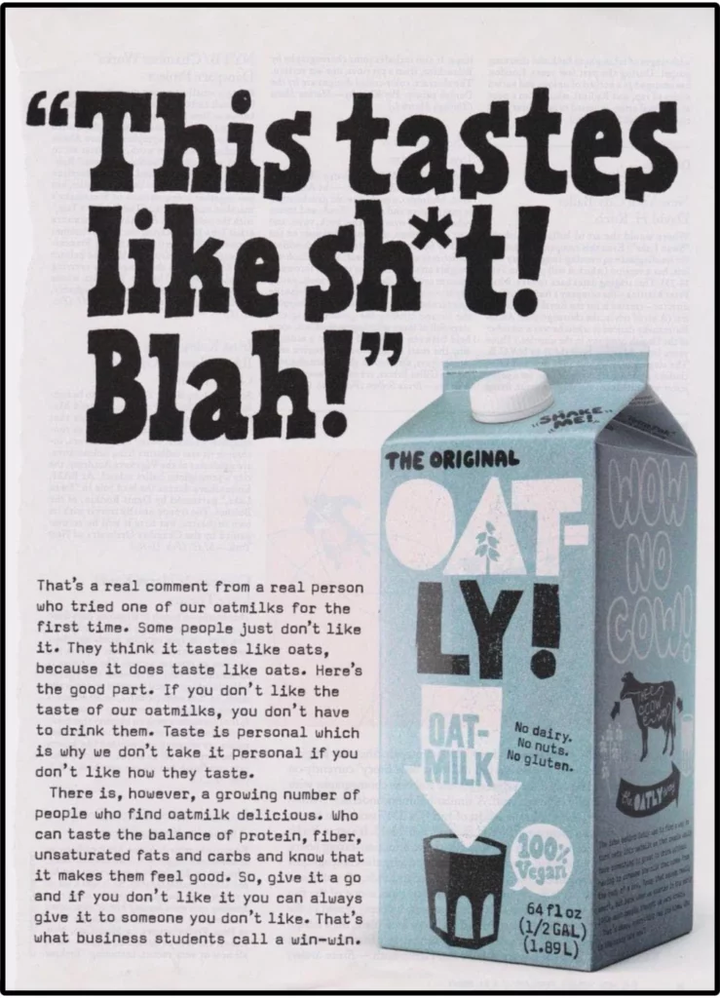 “This tastes
like sh*t!
Blah!”
That’s a real comment from a real person
who tried one of our oatmilks for the
first time. Some people just don’t like
it. They think it tastes like oats,
because it does taste like oats. Here’s
the good part. If you don’t like the
taste of our oatmilks, you don’t have
to drink them. Taste is personal which
is why we don’t take it personal if you
don’t like how they taste.
There is, however, a growing number of
people who find oatmilk delicious. Who
can taste the balance of protein, fiber,
unsaturated fats and carbs and know that
it makes them feel good. So, give it a go
and if you don’t like it you can always
give it to someone you don’t like. That’s
what business students call a win-win.
SHAKE
ME!
THE ORIGINAL
OAT-
LY!
OAT-
MILK
No dairy.
No nuts.
No gluten.
100%
Vegan
64 fl oz
(1/2 GAL)
(1.89L)
WOW
NO
COW!
the OATLY way